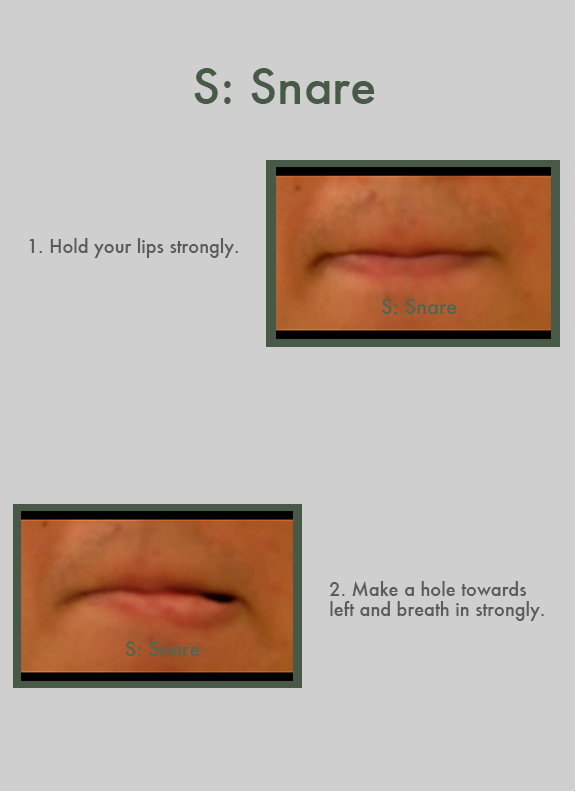 S: Snare
1. Hold your lips strongly.
S: Snare
2. Make a hole towards
left and breath in strongly.
S: Snare